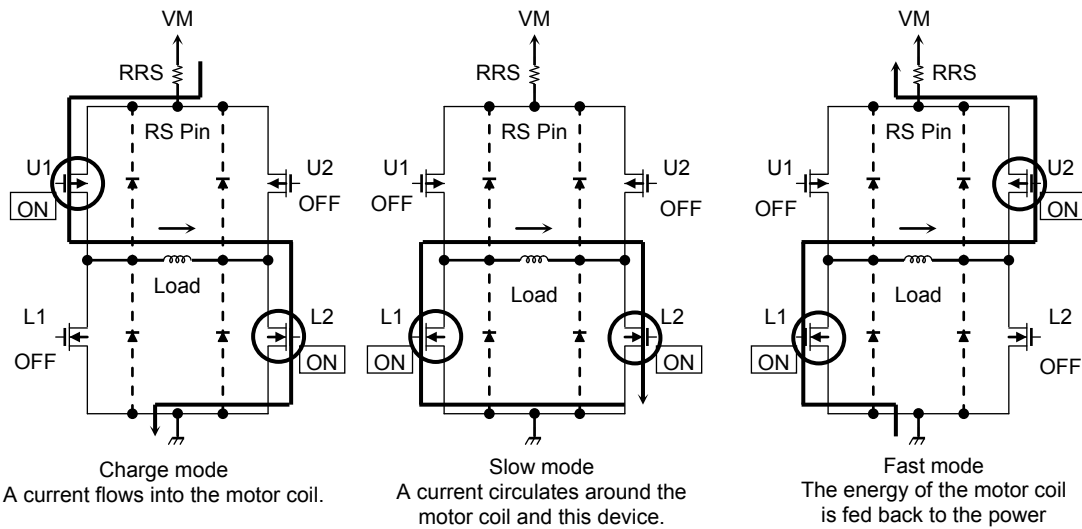 VM
RRS
RS Pin
U1
ON
U2
OFF
Load
L1
OFF
L2
ON
Charge mode
A current flows into the motor coil.
VM
RRS
RS Pin
U1
OFF
U2
OFF
Load
L1
ON
L2
ON
Slow mode
A current circulates around the
motor coil and this device.
VM
RRS
RS Pin
U1
OFF
U2
ON
Load
L1
ON
L2
OFF
Fast mode
The energy of the motor coil
is fed back to the power